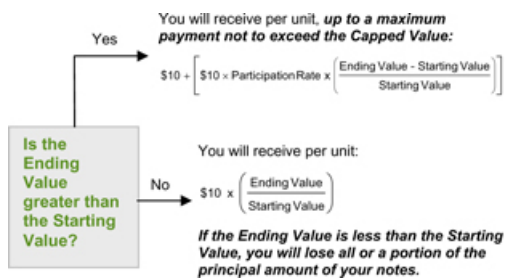 You will receive per unit, up to a maximum
payment not to exceed the Capped Value:
Yes
$10 + [ $10 × Participation Rate x ( Ending Value - Starting Value / Starting Value ) ]
Is the
Ending
Value
greater than
the Starting
Value?
No
You will receive per unit:
$10 x ( Ending Value / Starting Value )
If the Ending Value is less than the Starting
Value, you will lose all or a portion of the
principal amount of your notes.